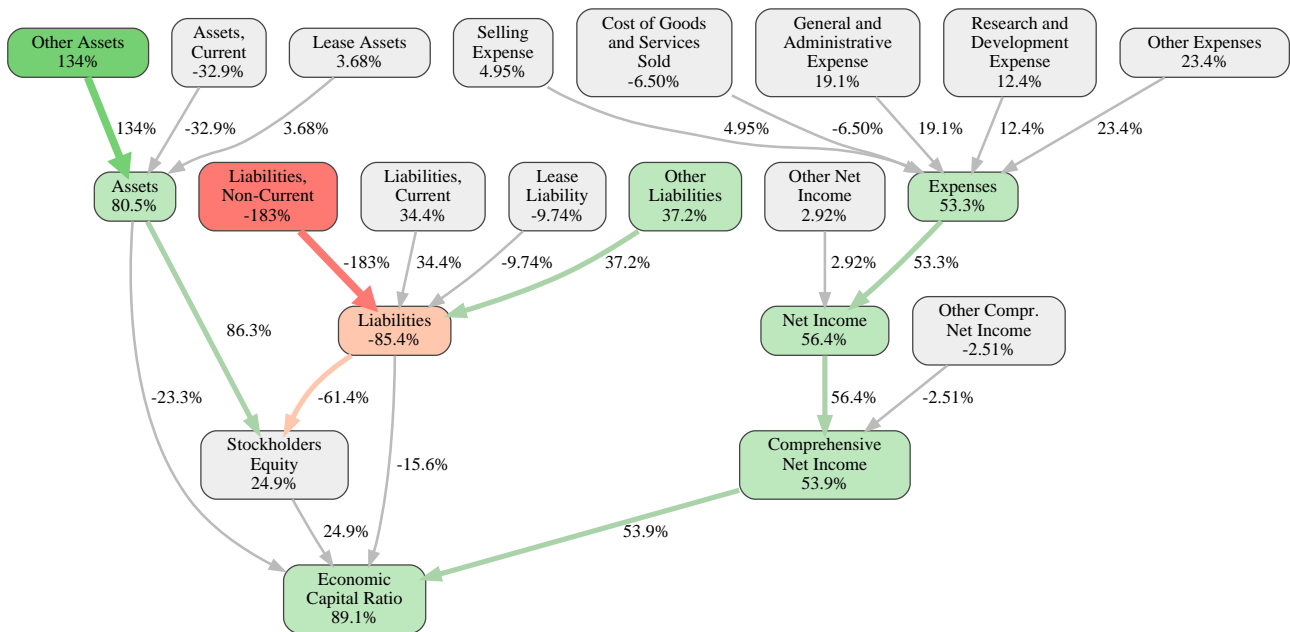 Other Assets
134%
Assets,
Current
-32.9%
Lease Assets
3.68%
Selling
Expense
4.95%
Cost of Goods
and Services
Sold
-6.50%
General and
Administrative
Expense
19.1%
Research and
Development
Expense
12.4%
Other Expenses
23.4%
134%
-32.9%
3.68%
4.95%
-6.50%
19.1%
12.4%
23.4%
Assets
80.5%
Liabilities,
Non-Current
-183%
Liabilities,
Current
34.4%
Lease
Liability
-9.74%
Other
Liabilities
37.2%
Other Net
Income
2.92%
Expenses
53.3%
-183%
34.4%
-9.74%
37.2%
2.92%
53.3%
86.3%
Liabilities
-85.4%
Net Income
56.4%
Other Compr.
Net Income
-2.51%
-23.3%
-61.4%
56.4%
-2.51%
Stockholders
Equity
24.9%
-15.6%
Comprehensive
Net Income
53.9%
24.9%
53.9%
Economic
Capital Ratio
89.1%